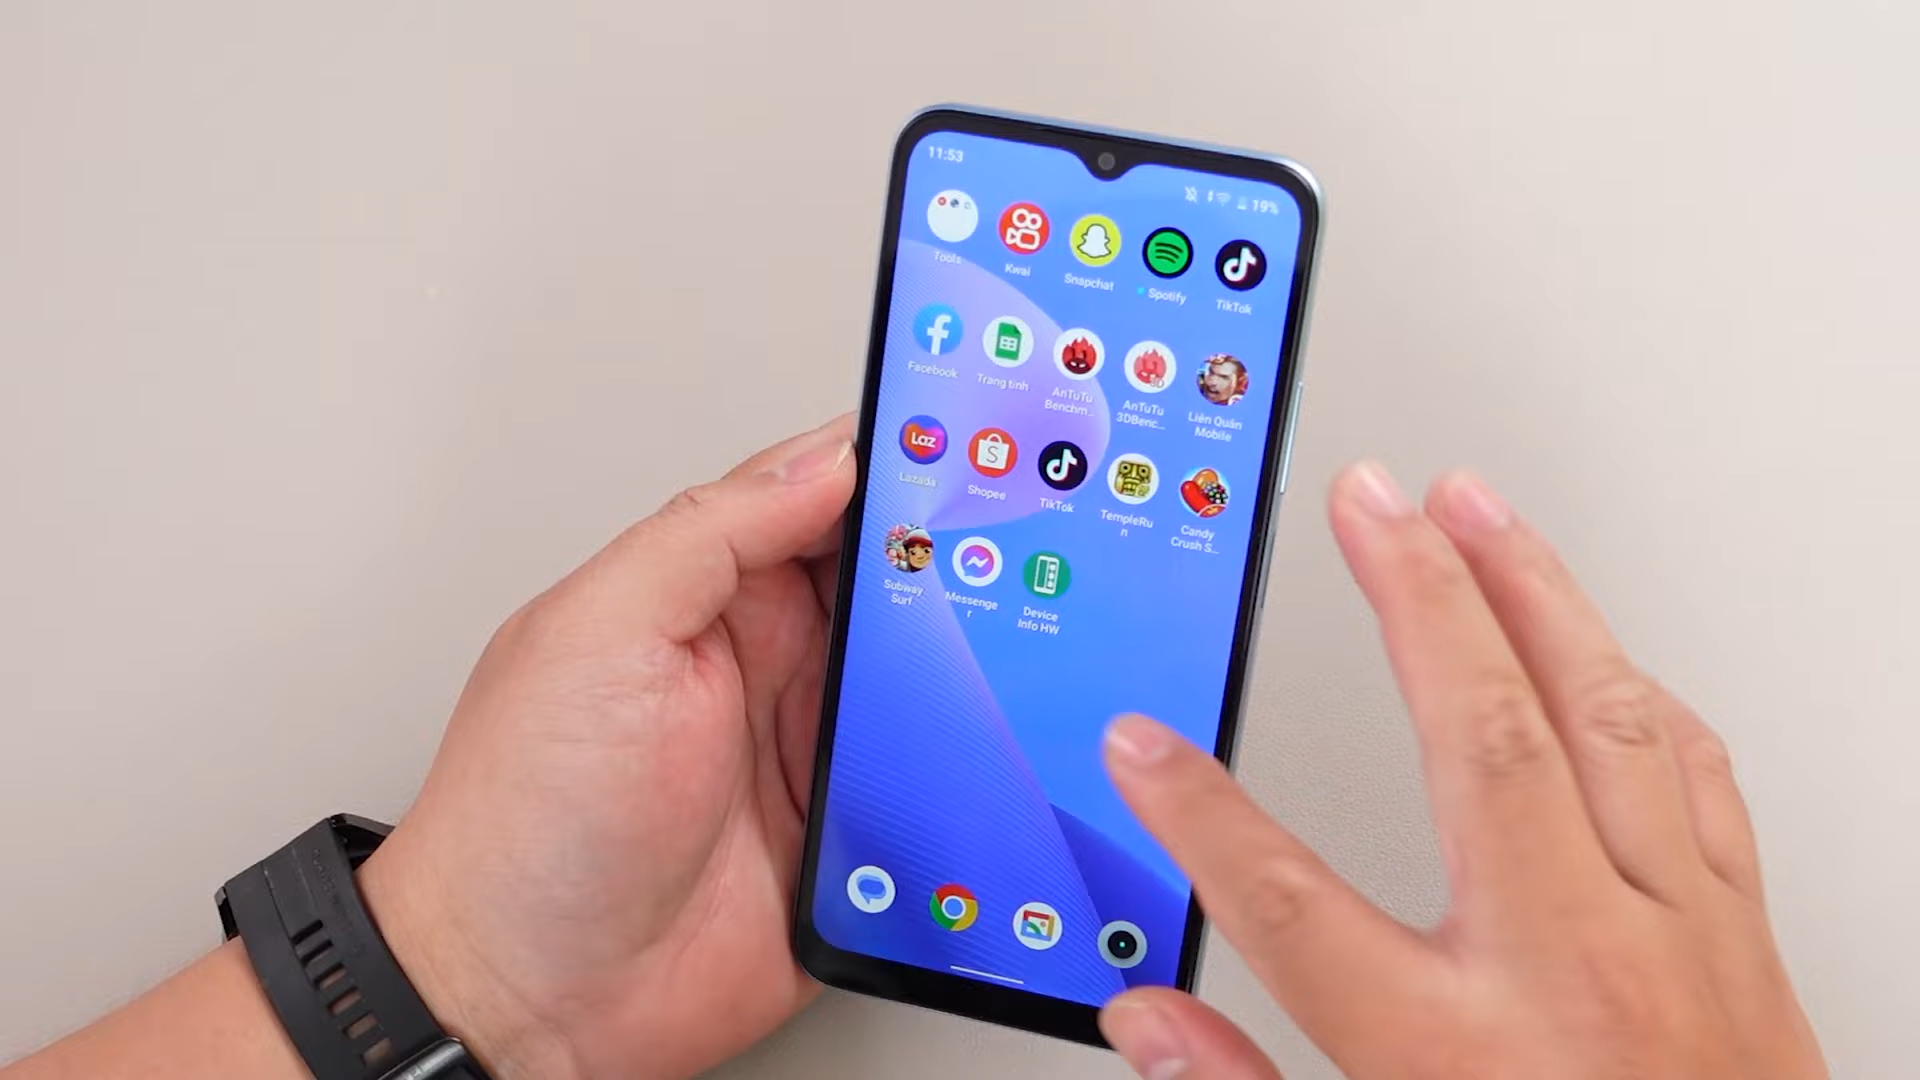 11:53
19%
Tools
Kwai
Snapchat
Spotify
TikTok
Facebook
Trang tính
AnTuTu
Benchm...
AnTuTu
3DBenc...
Liên Quân
Mobile
Laz
Lazada
S
Shopee
TikTok
TempleRu
n
Candy
Crush S...
Subway
Surf
Messenge
r
Device
Info HW